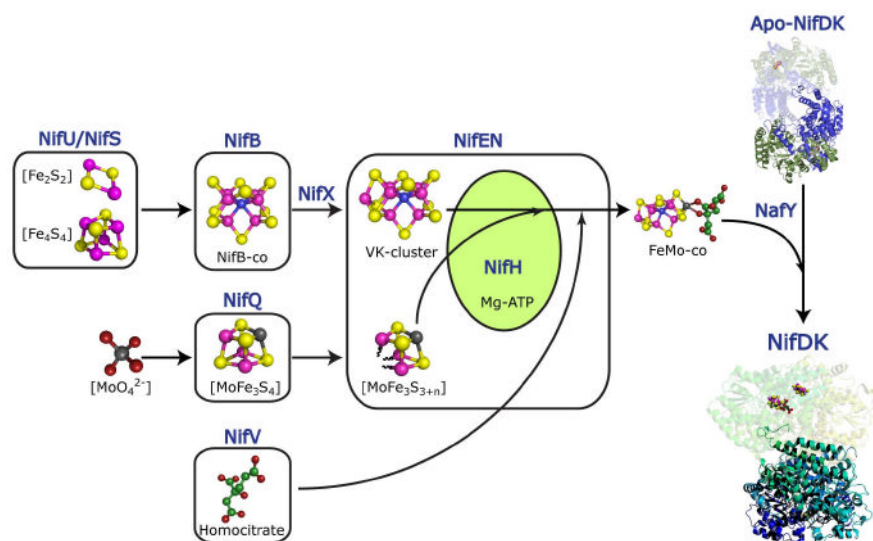 Apo-NifDK
NifU/NifS
NifB
NifEN
[Fe₂S₂]
NifX
[Fe₄S₄]
NafY
NifB-co
VK-cluster
FeMo-co
NifH
NifQ
Mg-ATP
NifDK
[MoO₄²⁻]
[MoFe₃S₄]
[MoFe₃S₃₊ₙ]
NifV
Homocitrate